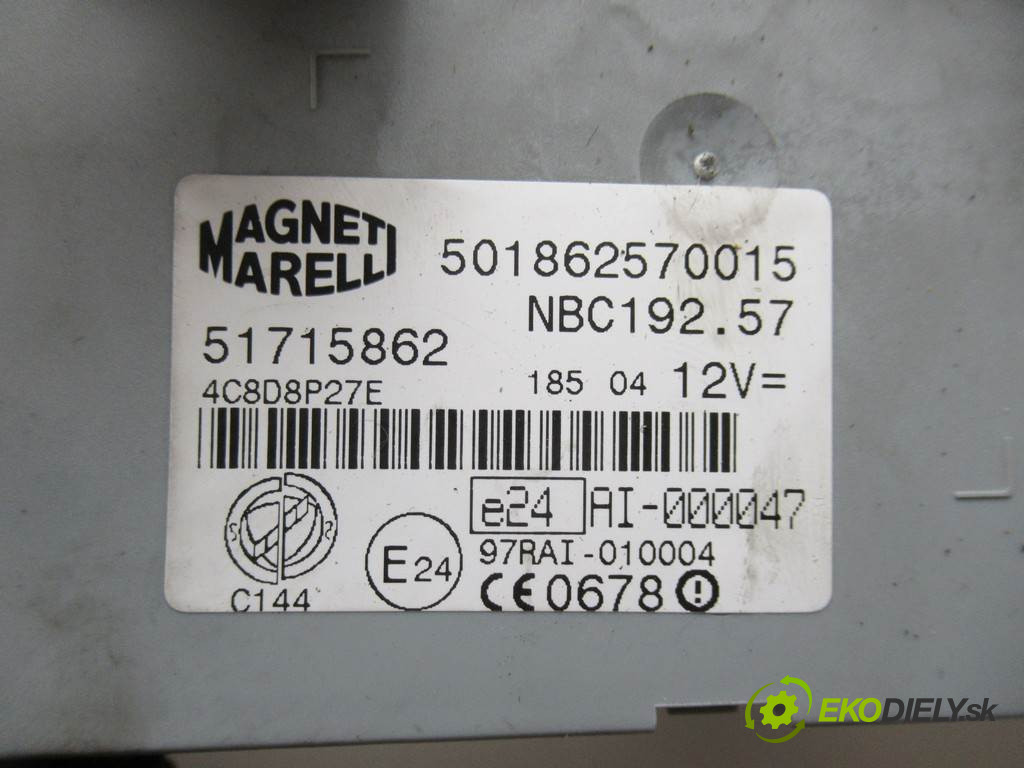 MAGNETI
MARELLI
501862570015
NBC192.57
51715862
4C8D8P27E
185 04 12V=
e24 AI-000047
97RAI-010004
E24
C144
CE0678
EKODIELY.sk